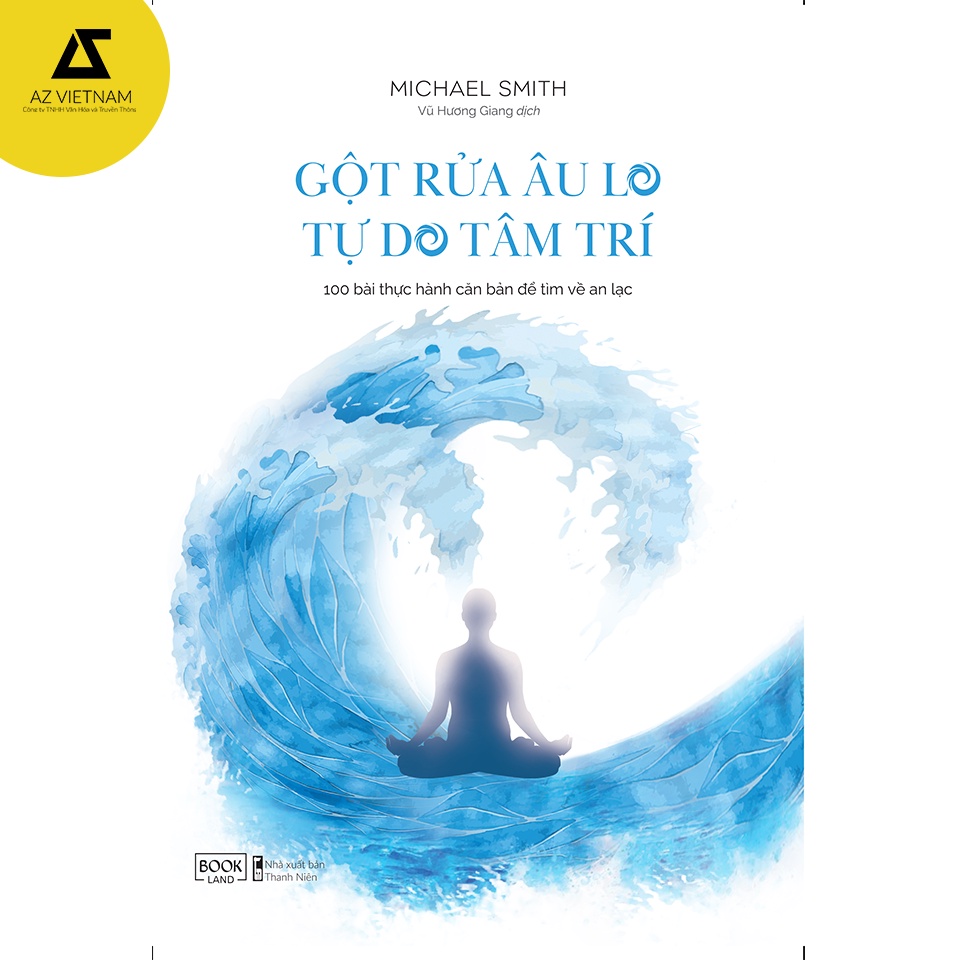 AZ VIETNAM
Công ty TNHH Văn Hóa và Truyền Thông
MICHAEL SMITH
Vũ Hương Giang dịch
GỘT RỬA ÂU LO
TỰ DO TÂM TRÍ
100 bài thực hành căn bản để tìm về an lạc
BOOK
LAND
Nhà xuất bản
Thanh Niên